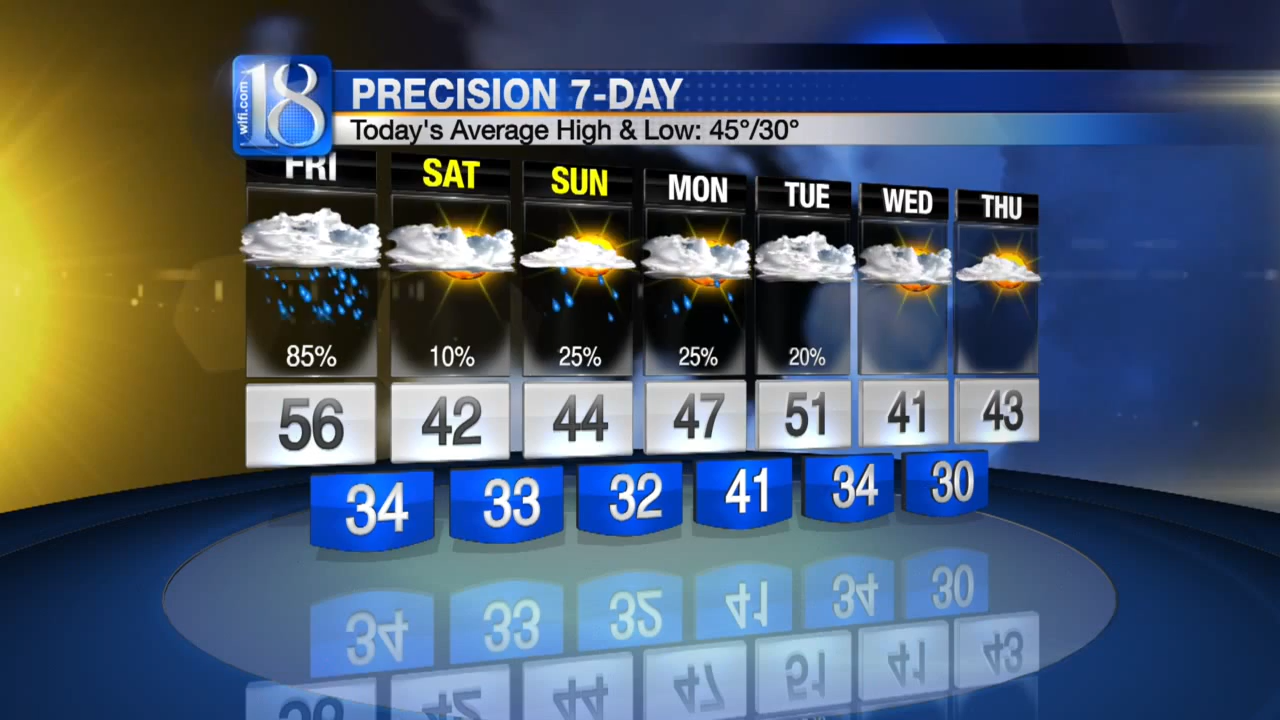 wlfi.com
18
PRECISION 7-DAY
Today's Average High & Low: 45°/30°
FRI SAT SUN MON TUE WED THU
85% 10% 25% 25% 20%
56 42 44 47 51 41 43
34 33 32 41 34 30